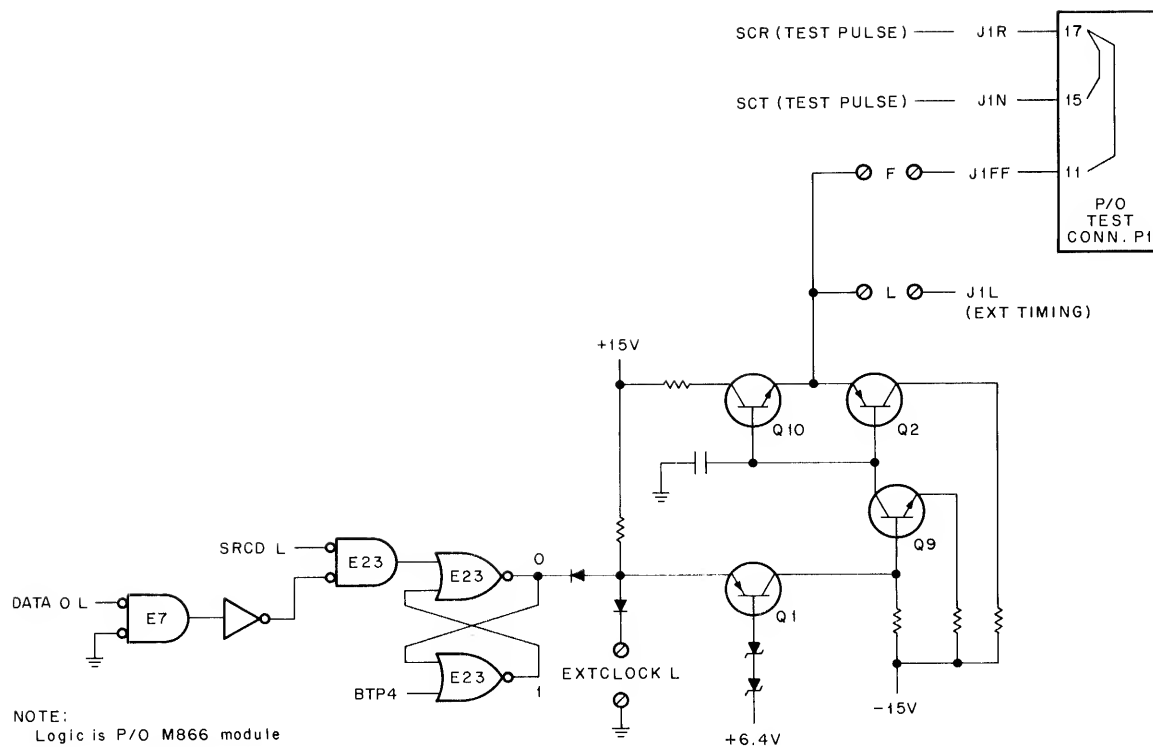 SCR (TEST PULSE)
J1R
17
SCT (TEST PULSE)
J1N
15
F
J1FF
11
P/O
TEST
CONN. P1
L
J1L
(EXT TIMING)
+15V
Q10
Q2
Q9
SRCD L
E23
E23
0
DATA 0 L
E7
Q1
E23
BTP4
1
EXTCLOCK L
-15V
+6.4V
NOTE:
Logic is P/O M866 module